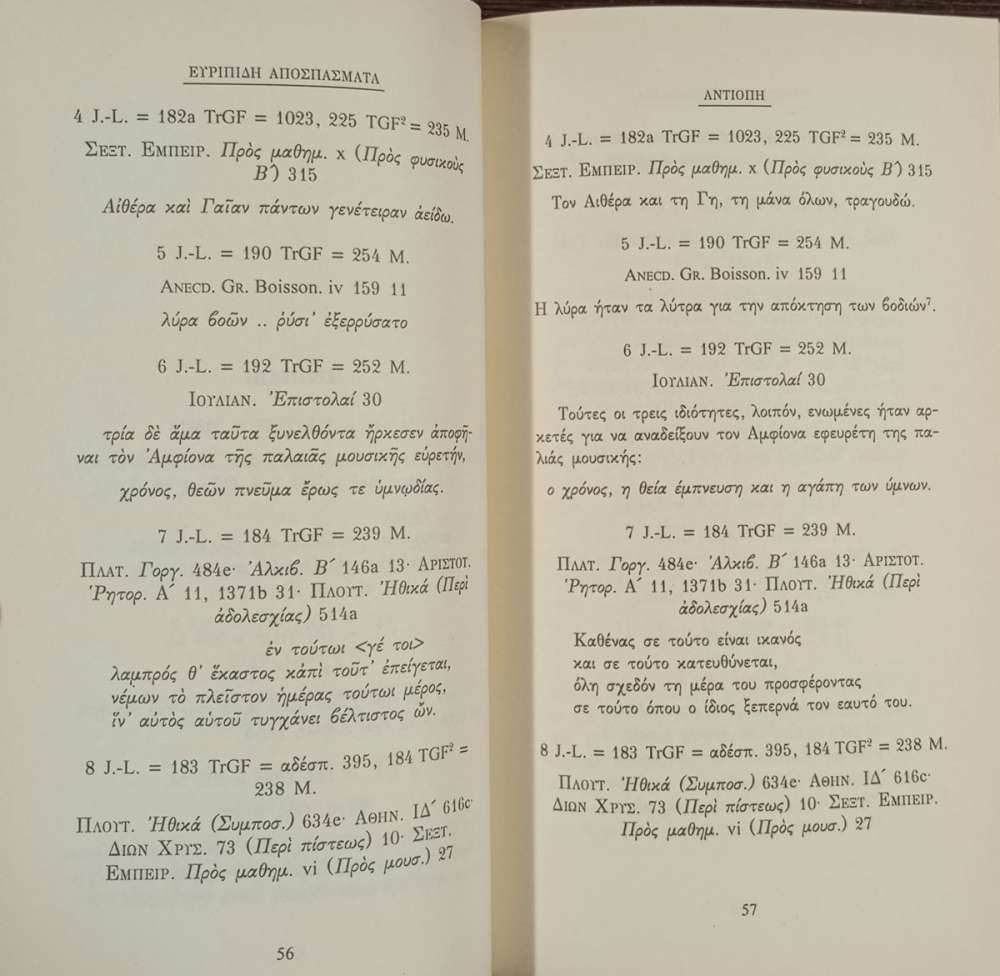 ΕΥΡΙΠΙΔΗ ΑΠΟΣΠΑΣΜΑΤΑ
4 J.-L. = 182a TrGF = 1023, 225 TGF² = 235 M.
ΣΕΞΤ. ΕΜΠΕΙΡ. Πρὸς μαθημ. x (Πρὸς φυσικοὺς
Β´) 315
Αἰθέρα καὶ Γαῖαν πάντων γενέτειραν ἀείδω.
5 J.-L. = 190 TrGF = 254 M.
ANECD. GR. Boisson. iv 159 11
λύρα βοῶν .. ῥύσι’ ἐξερρύσατο
6 J.-L. = 192 TrGF = 252 M.
ΙΟΥΛΙΑΝ. Ἐπιστολαί 30
τρία δὲ ἅμα ταῦτα ξυνελθόντα ἤρκεσεν ἀποφῆ-
ναι τὸν Ἀμφίονα τῆς παλαιᾶς μουσικῆς εὑρετήν,
χρόνος, θεῶν πνεῦμα ἔρως τε ὑμνῳδίας.
7 J.-L. = 184 TrGF = 239 M.
ΠΛΑΤ. Γοργ. 484e· Ἀλκιβ. Β´ 146a 13· ΑΡΙΣΤΟΤ.
Ῥητορ. Α´ 11, 1371b 31· ΠΛΟΥΤ. Ἠθικά (Περὶ
ἀδολεσχίας) 514a
ἐν τούτωι <γέ τοι>
λαμπρός θ’ ἕκαστος κἀπὶ τοῦτ’ ἐπείγεται,
νέμων τὸ πλεῖστον ἡμέρας τούτωι μέρος,
ἵν’ αὐτὸς αὑτοῦ τυγχάνει βέλτιστος ὤν.
8 J.-L. = 183 TrGF = αδέσπ. 395, 184 TGF² =
238 M.
ΠΛΟΥΤ. Ἠθικά (Συμποσ.) 634e· ΑΘΗΝ. ΙΔ´ 616c·
ΔΙΩΝ ΧΡΥΣ. 73 (Περὶ πίστεως) 10· ΣΕΞΤ.
ΕΜΠΕΙΡ. Πρὸς μαθημ. vi (Πρὸς μουσ.) 27
56
ΑΝΤΙΟΠΗ
4 J.-L. = 182a TrGF = 1023, 225 TGF² = 235 M.
ΣΕΞΤ. ΕΜΠΕΙΡ. Πρὸς μαθημ. x (Πρὸς φυσικοὺς Β´) 315
Τον Αιθέρα και τη Γη, τη μάνα όλων, τραγουδώ.
5 J.-L. = 190 TrGF = 254 M.
ANECD. GR. Boisson. iv 159 11
Η λύρα ήταν τα λύτρα για την απόκτηση των βοδιών⁷.
6 J.-L. = 192 TrGF = 252 M.
ΙΟΥΛΙΑΝ. Ἐπιστολαί 30
Τούτες οι τρεις ιδιότητες, λοιπόν, ενωμένες ήταν αρ-
κετές για να αναδείξουν τον Αμφίονα εφευρέτη της πα-
λιάς μουσικής:
ο χρόνος, η θεία έμπνευση και η αγάπη των ύμνων.
7 J.-L. = 184 TrGF = 239 M.
ΠΛΑΤ. Γοργ. 484e· Ἀλκιβ. Β´ 146a 13· ΑΡΙΣΤΟΤ.
Ῥητορ. Α´ 11, 1371b 31· ΠΛΟΥΤ. Ἠθικά (Περὶ
ἀδολεσχίας) 514a
Καθένας σε τούτο είναι ικανός
και σε τούτο κατευθύνεται,
όλη σχεδόν τη μέρα του προσφέροντας
σε τούτο όπου ο ίδιος ξεπερνά τον εαυτό του.
8 J.-L. = 183 TrGF = αδέσπ. 395, 184 TGF² = 238 M.
ΠΛΟΥΤ. Ἠθικά (Συμποσ.) 634e· ΑΘΗΝ. ΙΔ´ 616c·
ΔΙΩΝ ΧΡΥΣ. 73 (Περὶ πίστεως) 10· ΣΕΞΤ. ΕΜΠΕΙΡ.
Πρὸς μαθημ. vi (Πρὸς μουσ.) 27
57